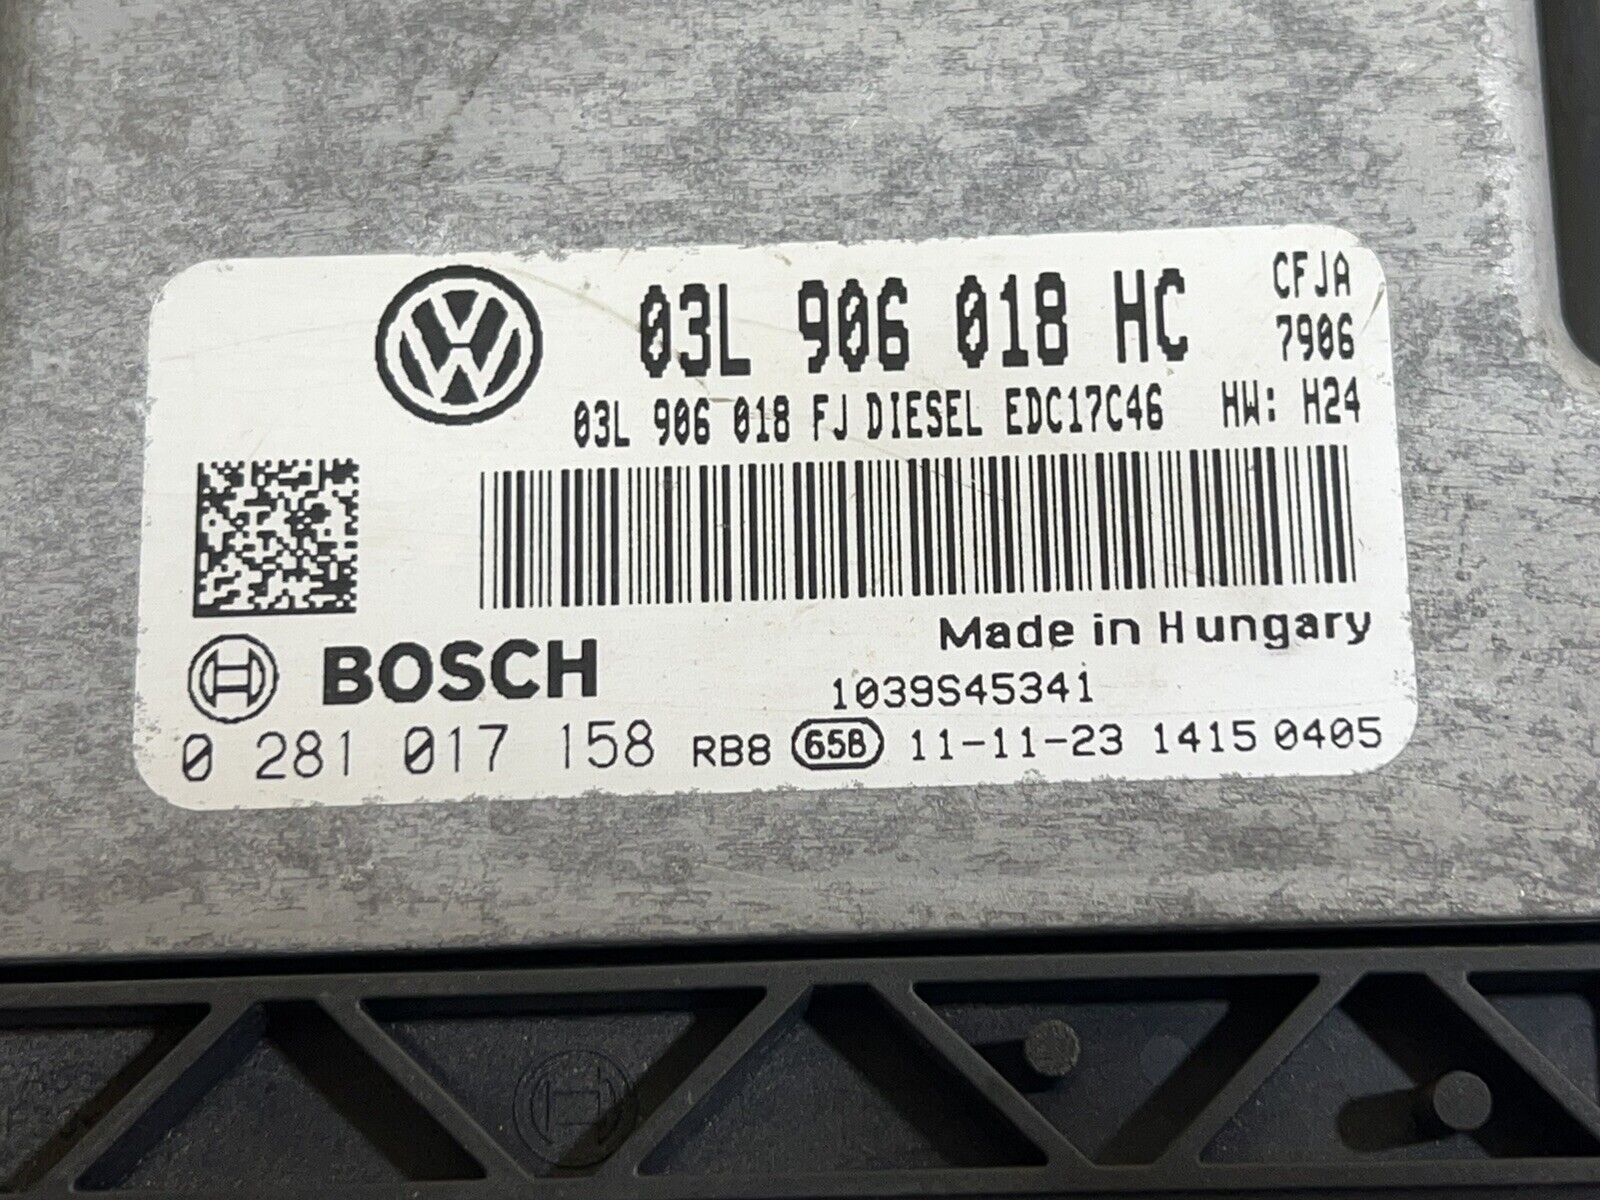 03L 906 018 HC
CFJA
7906
03L 906 018 FJ DIESEL EDC17C46 HW: H24
Made in Hungary
BOSCH
1039S45341
0 281 017 158 RB8 65B 11-11-23 1415 0405